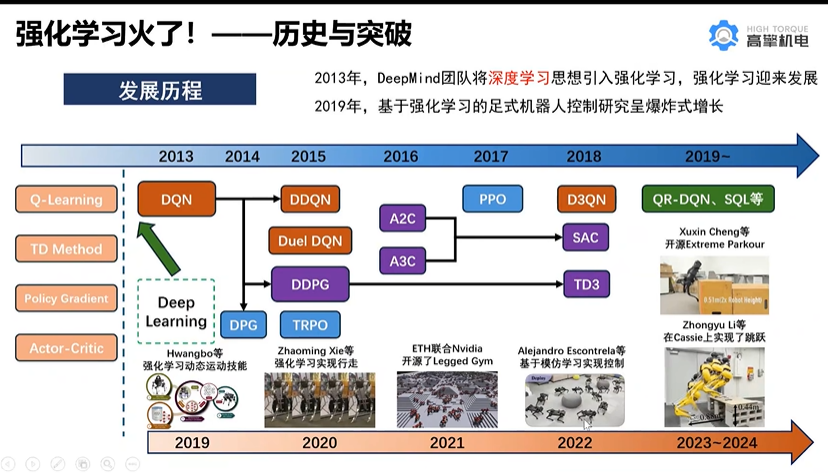 强化学习火了！——历史与突破
HIGH TORQUE
高擎机电
发展历程
2013年，DeepMind团队将深度学习思想引入强化学习，强化学习迎来发展
2019年，基于强化学习的足式机器人控制研究呈爆炸式增长
2013 2014 2015 2016 2017 2018 2019~
Q-Learning
TD Method
Policy Gradient
Actor-Critic
DQN
DDQN
Duel DQN
DDPG
DPG
TRPO
A2C
A3C
PPO
D3QN
SAC
TD3
QR-DQN、SQL等
Deep
Learning
Xuxin Cheng等
开源Extreme Parkour
0.51m(2x Robot Height)
Zhongyu Li等
在Cassie上实现了跳跃
0.44m
Hwangbo等
强化学习动态运动技能
Zhaoming Xie等
强化学习实现行走
ETH联合Nvidia
开源了Legged Gym
Alejandro Escontrela等
基于模仿学习实现控制
Deploy
2019 2020 2021 2022 2023~2024